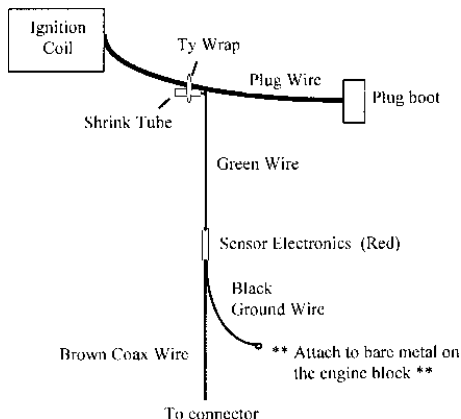 Ignition
Coil
Ty Wrap
Plug Wire
Plug boot
Shrink Tube
Green Wire
Sensor Electronics (Red)
Black
Ground Wire
** Attach to bare metal on
the engine block **
Brown Coax Wire
To connector